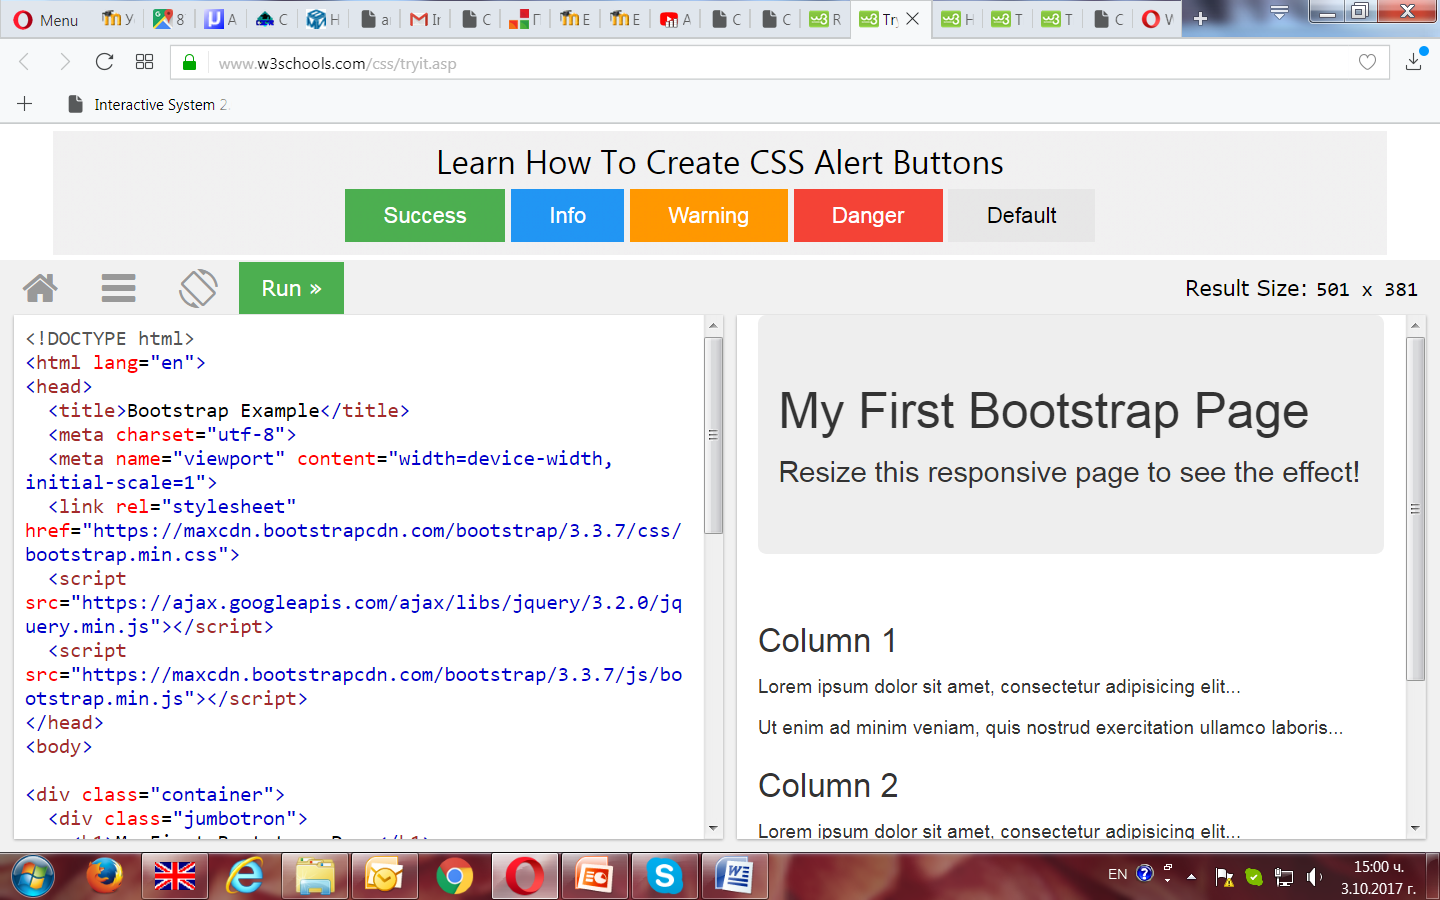 Menu
www.w3schools.com/css/tryit.asp
Interactive System 2
Learn How To Create CSS Alert Buttons
Success Info Warning Danger Default
Run »
Result Size: 501 x 381
<!DOCTYPE html>
<html lang="en">
<head>
<title>Bootstrap Example</title>
<meta charset="utf-8">
<meta name="viewport" content="width=device-width,
initial-scale=1">
<link rel="stylesheet"
href="https://maxcdn.bootstrapcdn.com/bootstrap/3.3.7/css/
bootstrap.min.css">
<script
src="https://ajax.googleapis.com/ajax/libs/jquery/3.2.0/jq
uery.min.js"></script>
<script
src="https://maxcdn.bootstrapcdn.com/bootstrap/3.3.7/js/bo
otstrap.min.js"></script>
</head>
<body>
<div class="container">
<div class="jumbotron">
My First Bootstrap Page
Resize this responsive page to see the effect!
Column 1
Lorem ipsum dolor sit amet, consectetur adipisicing elit...
Ut enim ad minim veniam, quis nostrud exercitation ullamco laboris...
Column 2
Lorem ipsum dolor sit amet, consectetur adipisicing elit...
EN
15:00 ч.
3.10.2017 г.